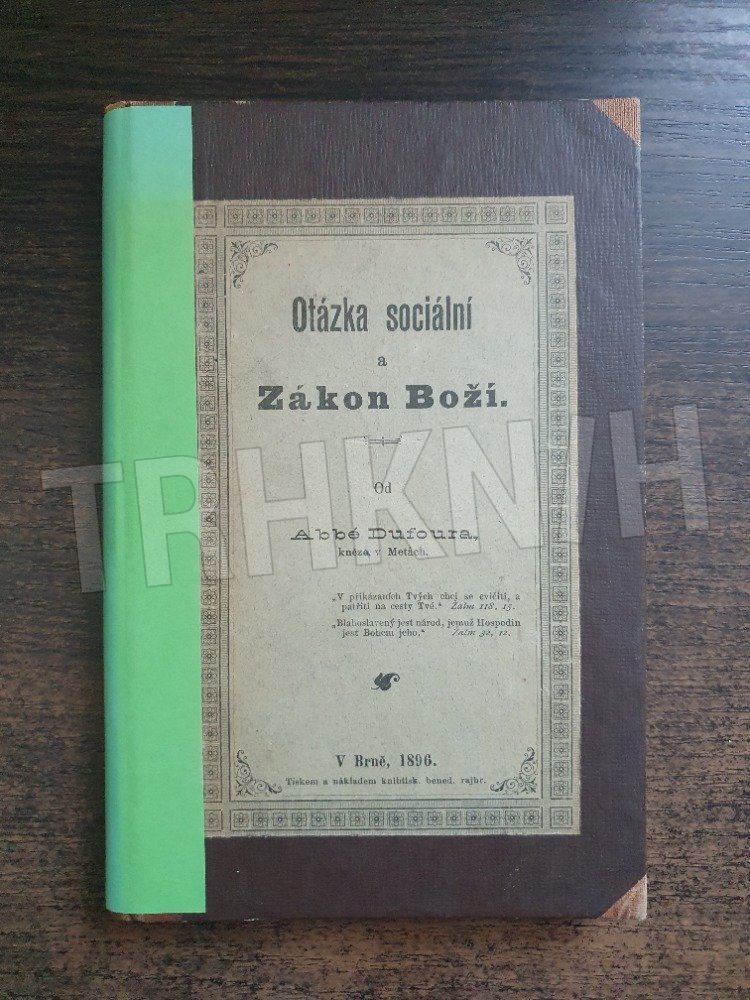 Otázka sociální
a
Zákon Boží.
Od
Abbé Dufoura,
kněze v Metách.
„V přikázaních Tvých chci se cvičiti, a
patřiti na cesty Tvé.“ Žalm 118, 15.
„Blahoslavený jest národ, jemuž Hospodin
jest Bohem jeho.“ Žalm 32, 12.
V Brně, 1896.
Tiskem a nákladem knihtisk. bened. rajhr.
TRHKNIH